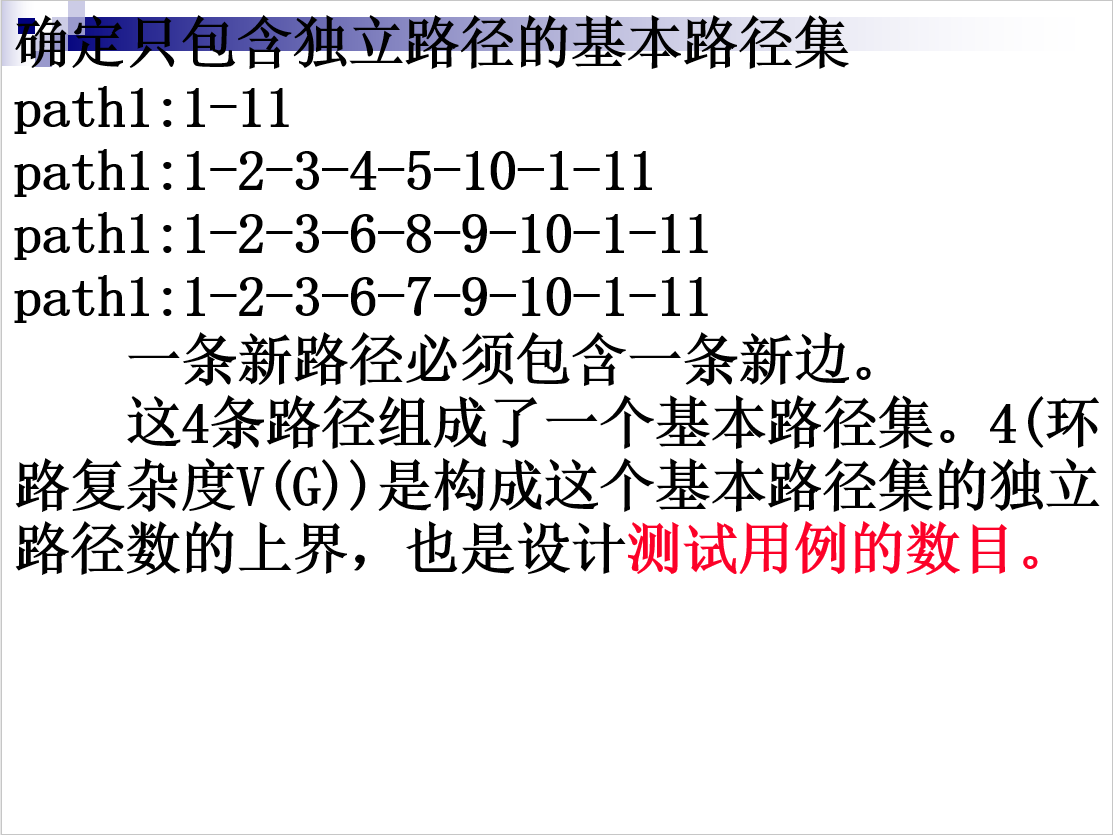 确定只包含独立路径的基本路径集
path1:1-11
path1:1-2-3-4-5-10-1-11
path1:1-2-3-6-8-9-10-1-11
path1:1-2-3-6-7-9-10-1-11
一条新路径必须包含一条新边。
这4条路径组成了一个基本路径集。4(环
路复杂度V(G))是构成这个基本路径集的独立
路径数的上界，也是设计测试用例的数目。